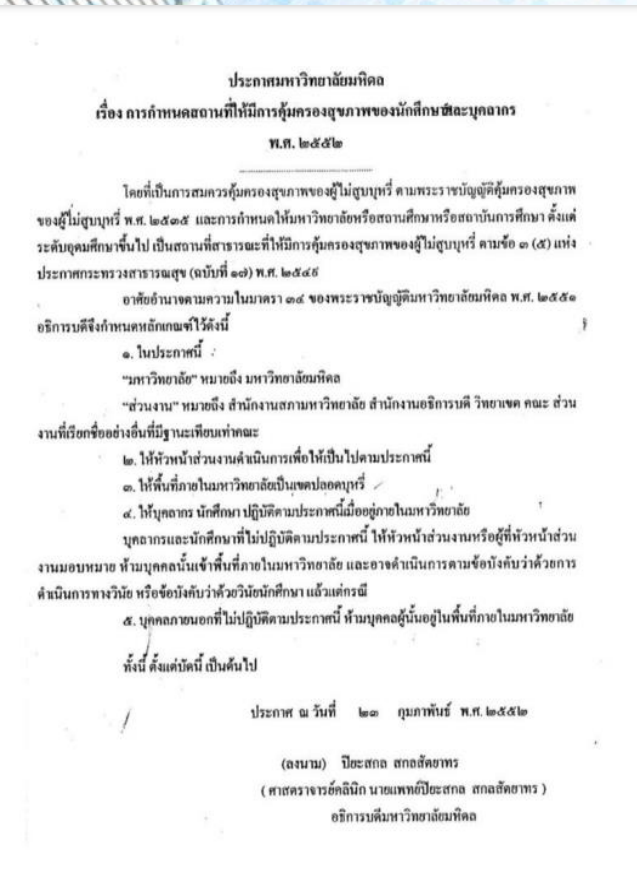 ประกาศมหาวิทยาลัยมหิดล
เรื่อง การกำหนดสถานที่ให้มีการคุ้มครองสุขภาพของนักศึกษาและบุคลากร
พ.ศ. ๒๕๕๒
โดยที่เป็นการสมควรคุ้มครองสุขภาพของผู้ไม่สูบบุหรี่ ตามพระราชบัญญัติคุ้มครองสุขภาพ
ของผู้ไม่สูบบุหรี่ พ.ศ. ๒๕๓๕ และการกำหนดให้มหาวิทยาลัยหรือสถานศึกษาหรือสถาบันการศึกษา ตั้งแต่
ระดับอุดมศึกษาขึ้นไป เป็นสถานที่สาธารณะที่ให้มีการคุ้มครองสุขภาพของผู้ไม่สูบบุหรี่ ตามข้อ ๓ (๕) แห่ง
ประกาศกระทรวงสาธารณสุข (ฉบับที่ ๑๗) พ.ศ. ๒๕๔๙
อาศัยอำนาจตามความในมาตรา ๓๔ ของพระราชบัญญัติมหาวิทยาลัยมหิดล พ.ศ. ๒๕๕๑
อธิการบดีจึงกำหนดหลักเกณฑ์ไว้ดังนี้
๑. ในประกาศนี้
"มหาวิทยาลัย" หมายถึง มหาวิทยาลัยมหิดล
"ส่วนงาน" หมายถึง สำนักงานสภามหาวิทยาลัย สำนักงานอธิการบดี วิทยาเขต คณะ ส่วน
งานที่เรียกชื่ออย่างอื่นที่มีฐานะเทียบเท่าคณะ
๒. ให้หัวหน้าส่วนงานดำเนินการเพื่อให้เป็นไปตามประกาศนี้
๓. ให้พื้นที่ภายในมหาวิทยาลัยเป็นเขตปลอดบุหรี่
๔. ให้บุคลากร นักศึกษา ปฏิบัติตามประกาศนี้เมื่ออยู่ภายในมหาวิทยาลัย
บุคลากรและนักศึกษาที่ไม่ปฏิบัติตามประกาศนี้ ให้หัวหน้าส่วนงานหรือผู้ที่หัวหน้าส่วน
งานมอบหมาย ห้ามบุคคลนั้นเข้าพื้นที่ภายในมหาวิทยาลัย และอาจดำเนินการตามข้อบังคับว่าด้วยการ
ดำเนินการทางวินัย หรือข้อบังคับว่าด้วยวินัยนักศึกษา แล้วแต่กรณี
๕. บุคคลภายนอกที่ไม่ปฏิบัติตามประกาศนี้ ห้ามบุคคลผู้นั้นอยู่ในพื้นที่ภายในมหาวิทยาลัย
ทั้งนี้ ตั้งแต่บัดนี้ เป็นต้นไป
ประกาศ ณ วันที่ ๒๓ กุมภาพันธ์ พ.ศ. ๒๕๕๒
(ลงนาม) ปิยะสกล สกลสัตยาทร
( ศาสตราจารย์คลินิก นายแพทย์ปิยะสกล สกลสัตยาทร )
อธิการบดีมหาวิทยาลัยมหิดล